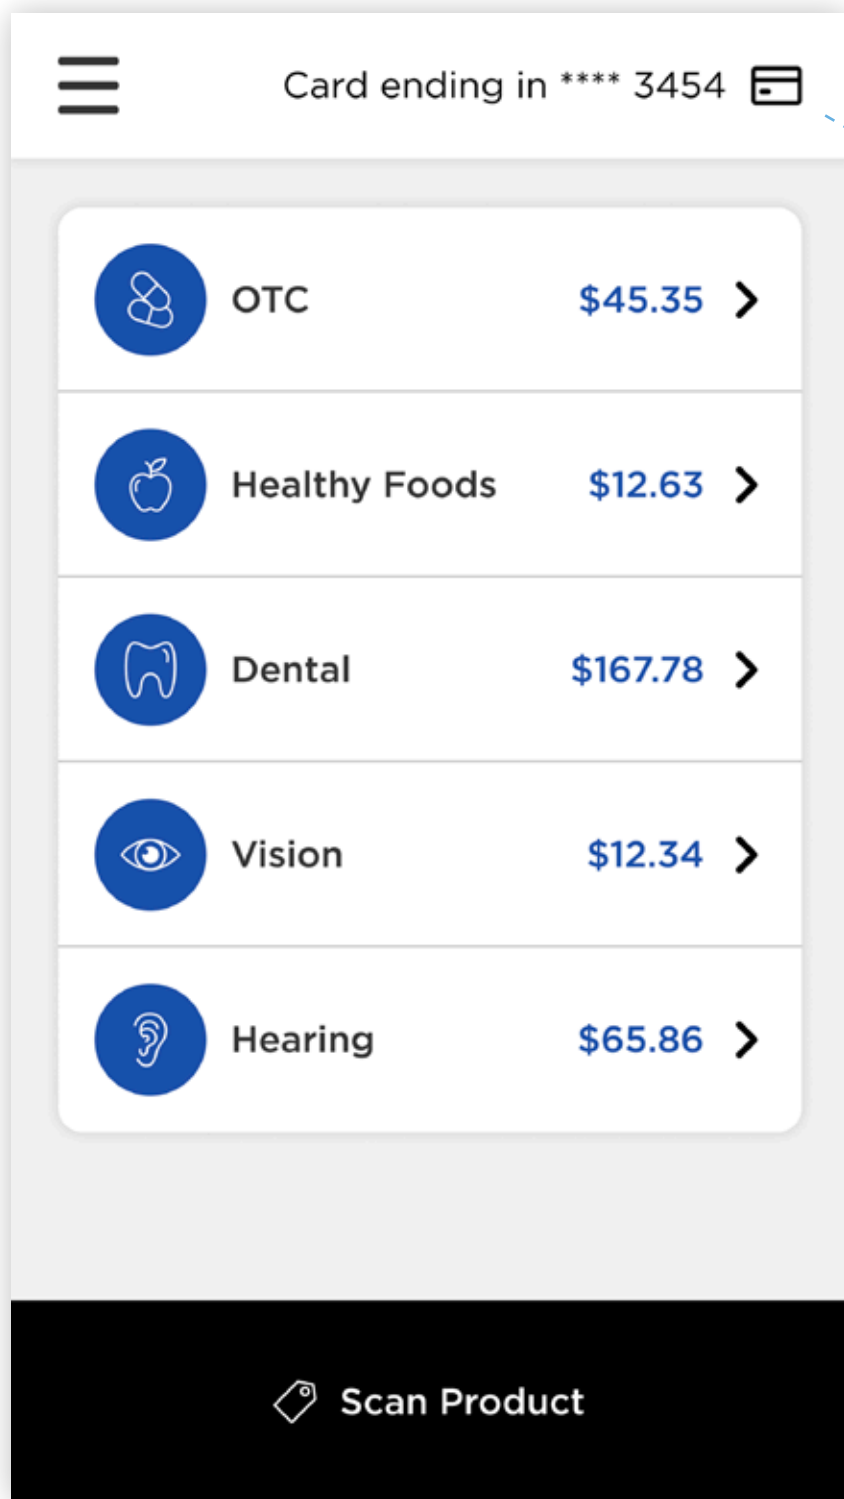 Card ending in **** 3454
OTC $45.35
Healthy Foods $12.63
Dental $167.78
Vision $12.34
Hearing $65.86
Scan Product